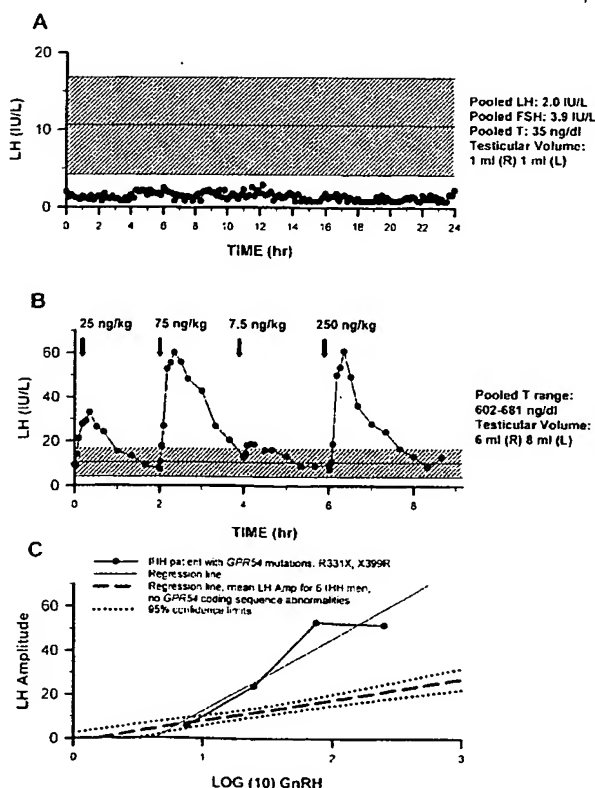 A
20
10
0
LH (IU/L)
0 2 4 6 8 10 12 14 16 18 20 22 24
TIME (hr)
Pooled LH: 2.0 IU/L
Pooled FSH: 3.9 IU/L
Pooled T: 35 ng/dl
Testicular Volume:
1 ml (R) 1 ml (L)
B
25 ng/kg 75 ng/kg 7.5 ng/kg 250 ng/kg
60
40
20
0
LH (IU/L)
0 2 4 6 8
TIME (hr)
Pooled T range:
602-681 ng/dl
Testicular Volume:
6 ml (R) 8 ml (L)
C
IHH patient with GPR54 mutations: R331X, X399R
Regression line
Regression line, mean LH Amp for 6 IHH men,
no GPR54 coding sequence abnormalities
95% confidence limits
60
40
20
0
LH Amplitude
0 1 2 3
LOG (10) GnRH